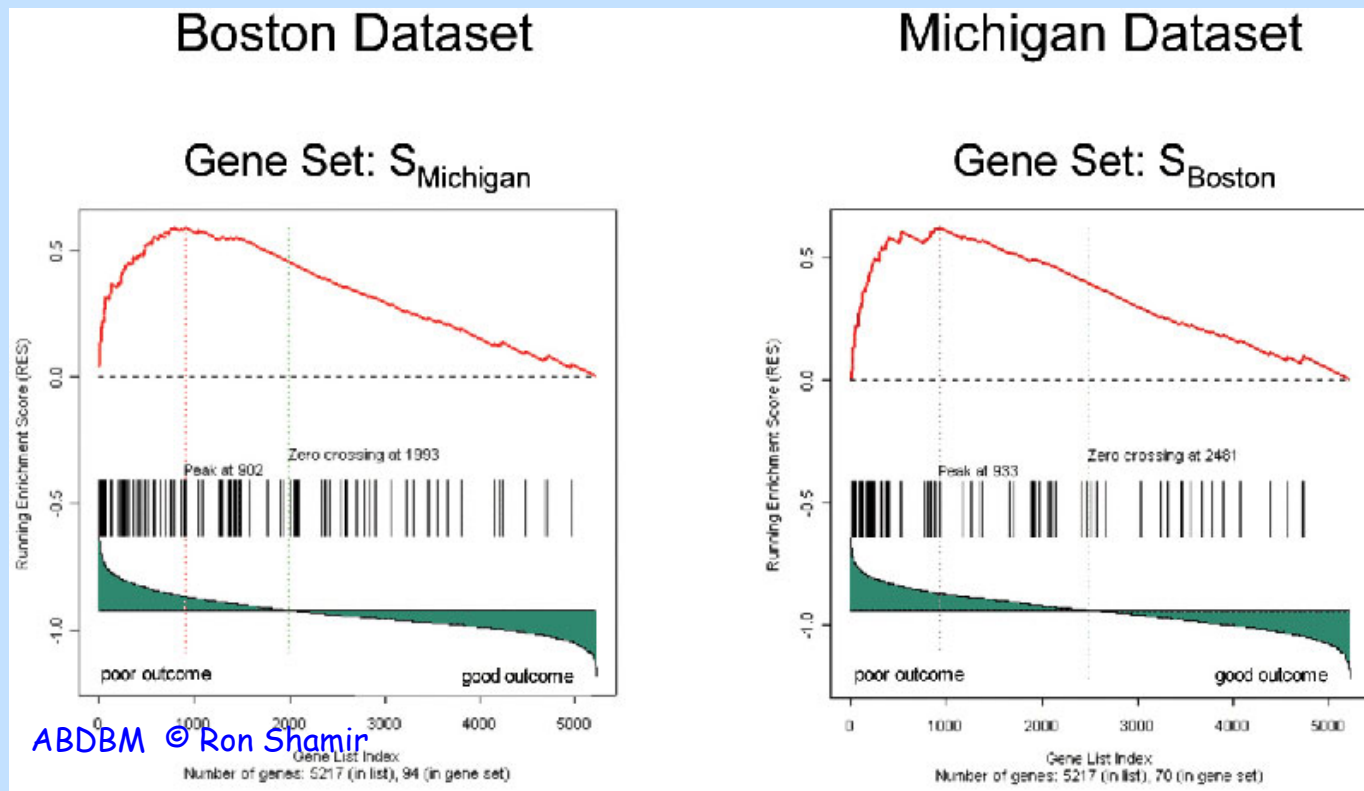 Boston Dataset
Gene Set: S_Michigan
Running Enrichment Score (RES)
0.5
0.0
-0.5
-1.0
Zero crossing at 1993
Peak at 902
poor outcome
good outcome
0 1000 2000 3000 4000 5000
Gene List Index
Number of genes: 5217 (in list), 94 (in gene set)
Michigan Dataset
Gene Set: S_Boston
Running Enrichment Score (RES)
0.5
0.0
-0.5
-1.0
Zero crossing at 2481
Peak at 933
poor outcome
good outcome
0 1000 2000 3000 4000 5000
Gene List Index
Number of genes: 5217 (in list), 70 (in gene set)
ABDBM © Ron Shamir